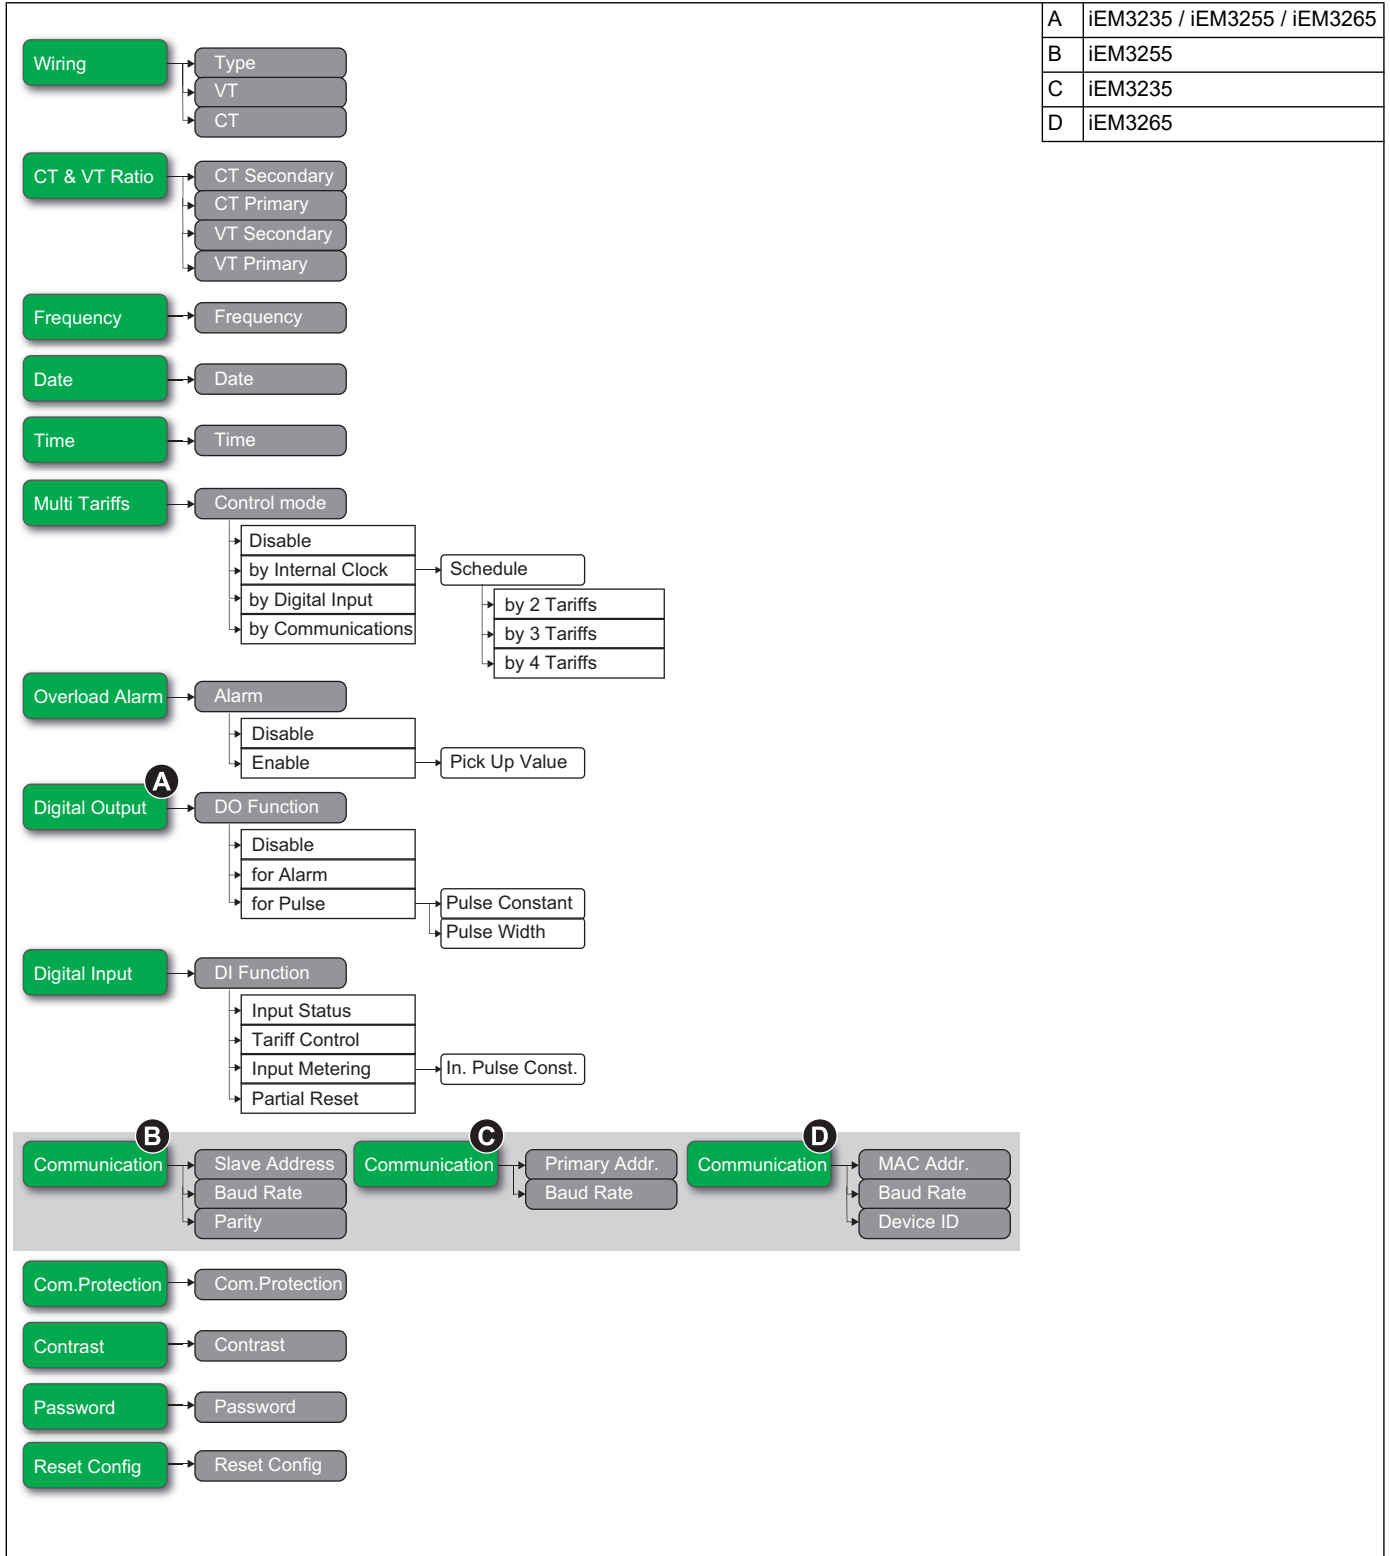 A iEM3235 / iEM3255 / iEM3265
B iEM3255
C iEM3235
D iEM3265
Wiring
Type
VT
CT
CT & VT Ratio
CT Secondary
CT Primary
VT Secondary
VT Primary
Frequency
Frequency
Date
Date
Time
Time
Multi Tariffs
Control mode
Disable
by Internal Clock
Schedule
by Digital Input
by 2 Tariffs
by Communications
by 3 Tariffs
by 4 Tariffs
Overload Alarm
Alarm
Disable
Enable
Pick Up Value
A
Digital Output
DO Function
Disable
for Alarm
for Pulse
Pulse Constant
Pulse Width
Digital Input
DI Function
Input Status
Tariff Control
Input Metering
In. Pulse Const.
Partial Reset
B
Communication
Slave Address
Baud Rate
Parity
C
Communication
Primary Addr.
Baud Rate
D
Communication
MAC Addr.
Baud Rate
Device ID
Com.Protection
Com.Protection
Contrast
Contrast
Password
Password
Reset Config
Reset Config